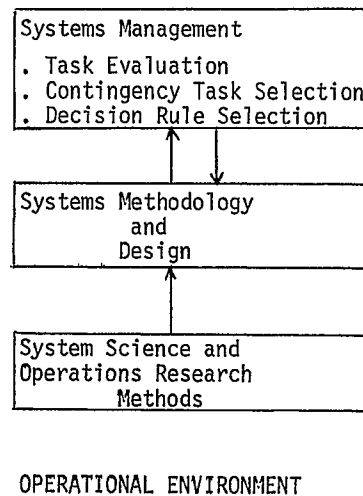 Systems Management
. Task Evaluation
. Contingency Task Selection
. Decision Rule Selection
Systems Methodology
and
Design
System Science and
Operations Research
Methods
OPERATIONAL ENVIRONMENT